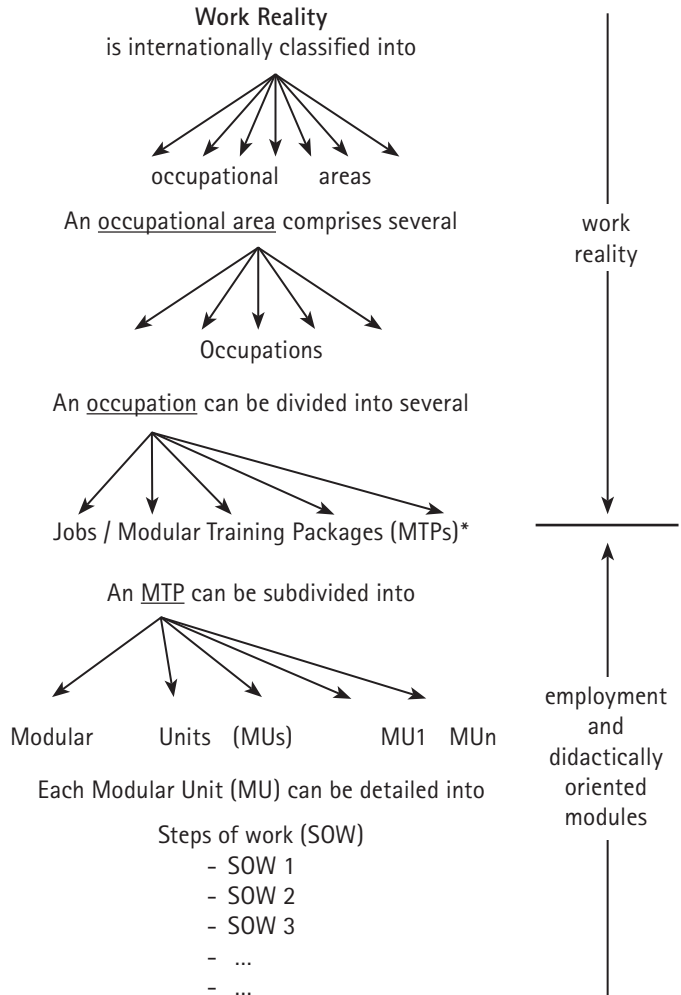 Work Reality
is internationally classified into
occupational areas
An occupational area comprises several
Occupations
An occupation can be divided into several
Jobs / Modular Training Packages (MTPs)*
An MTP can be subdivided into
Modular Units (MUs) MU1 MUn
Each Modular Unit (MU) can be detailed into
Steps of work (SOW)
- SOW 1
- SOW 2
- SOW 3
- ...
- ...
work
reality
employment
and
didactically
oriented
modules